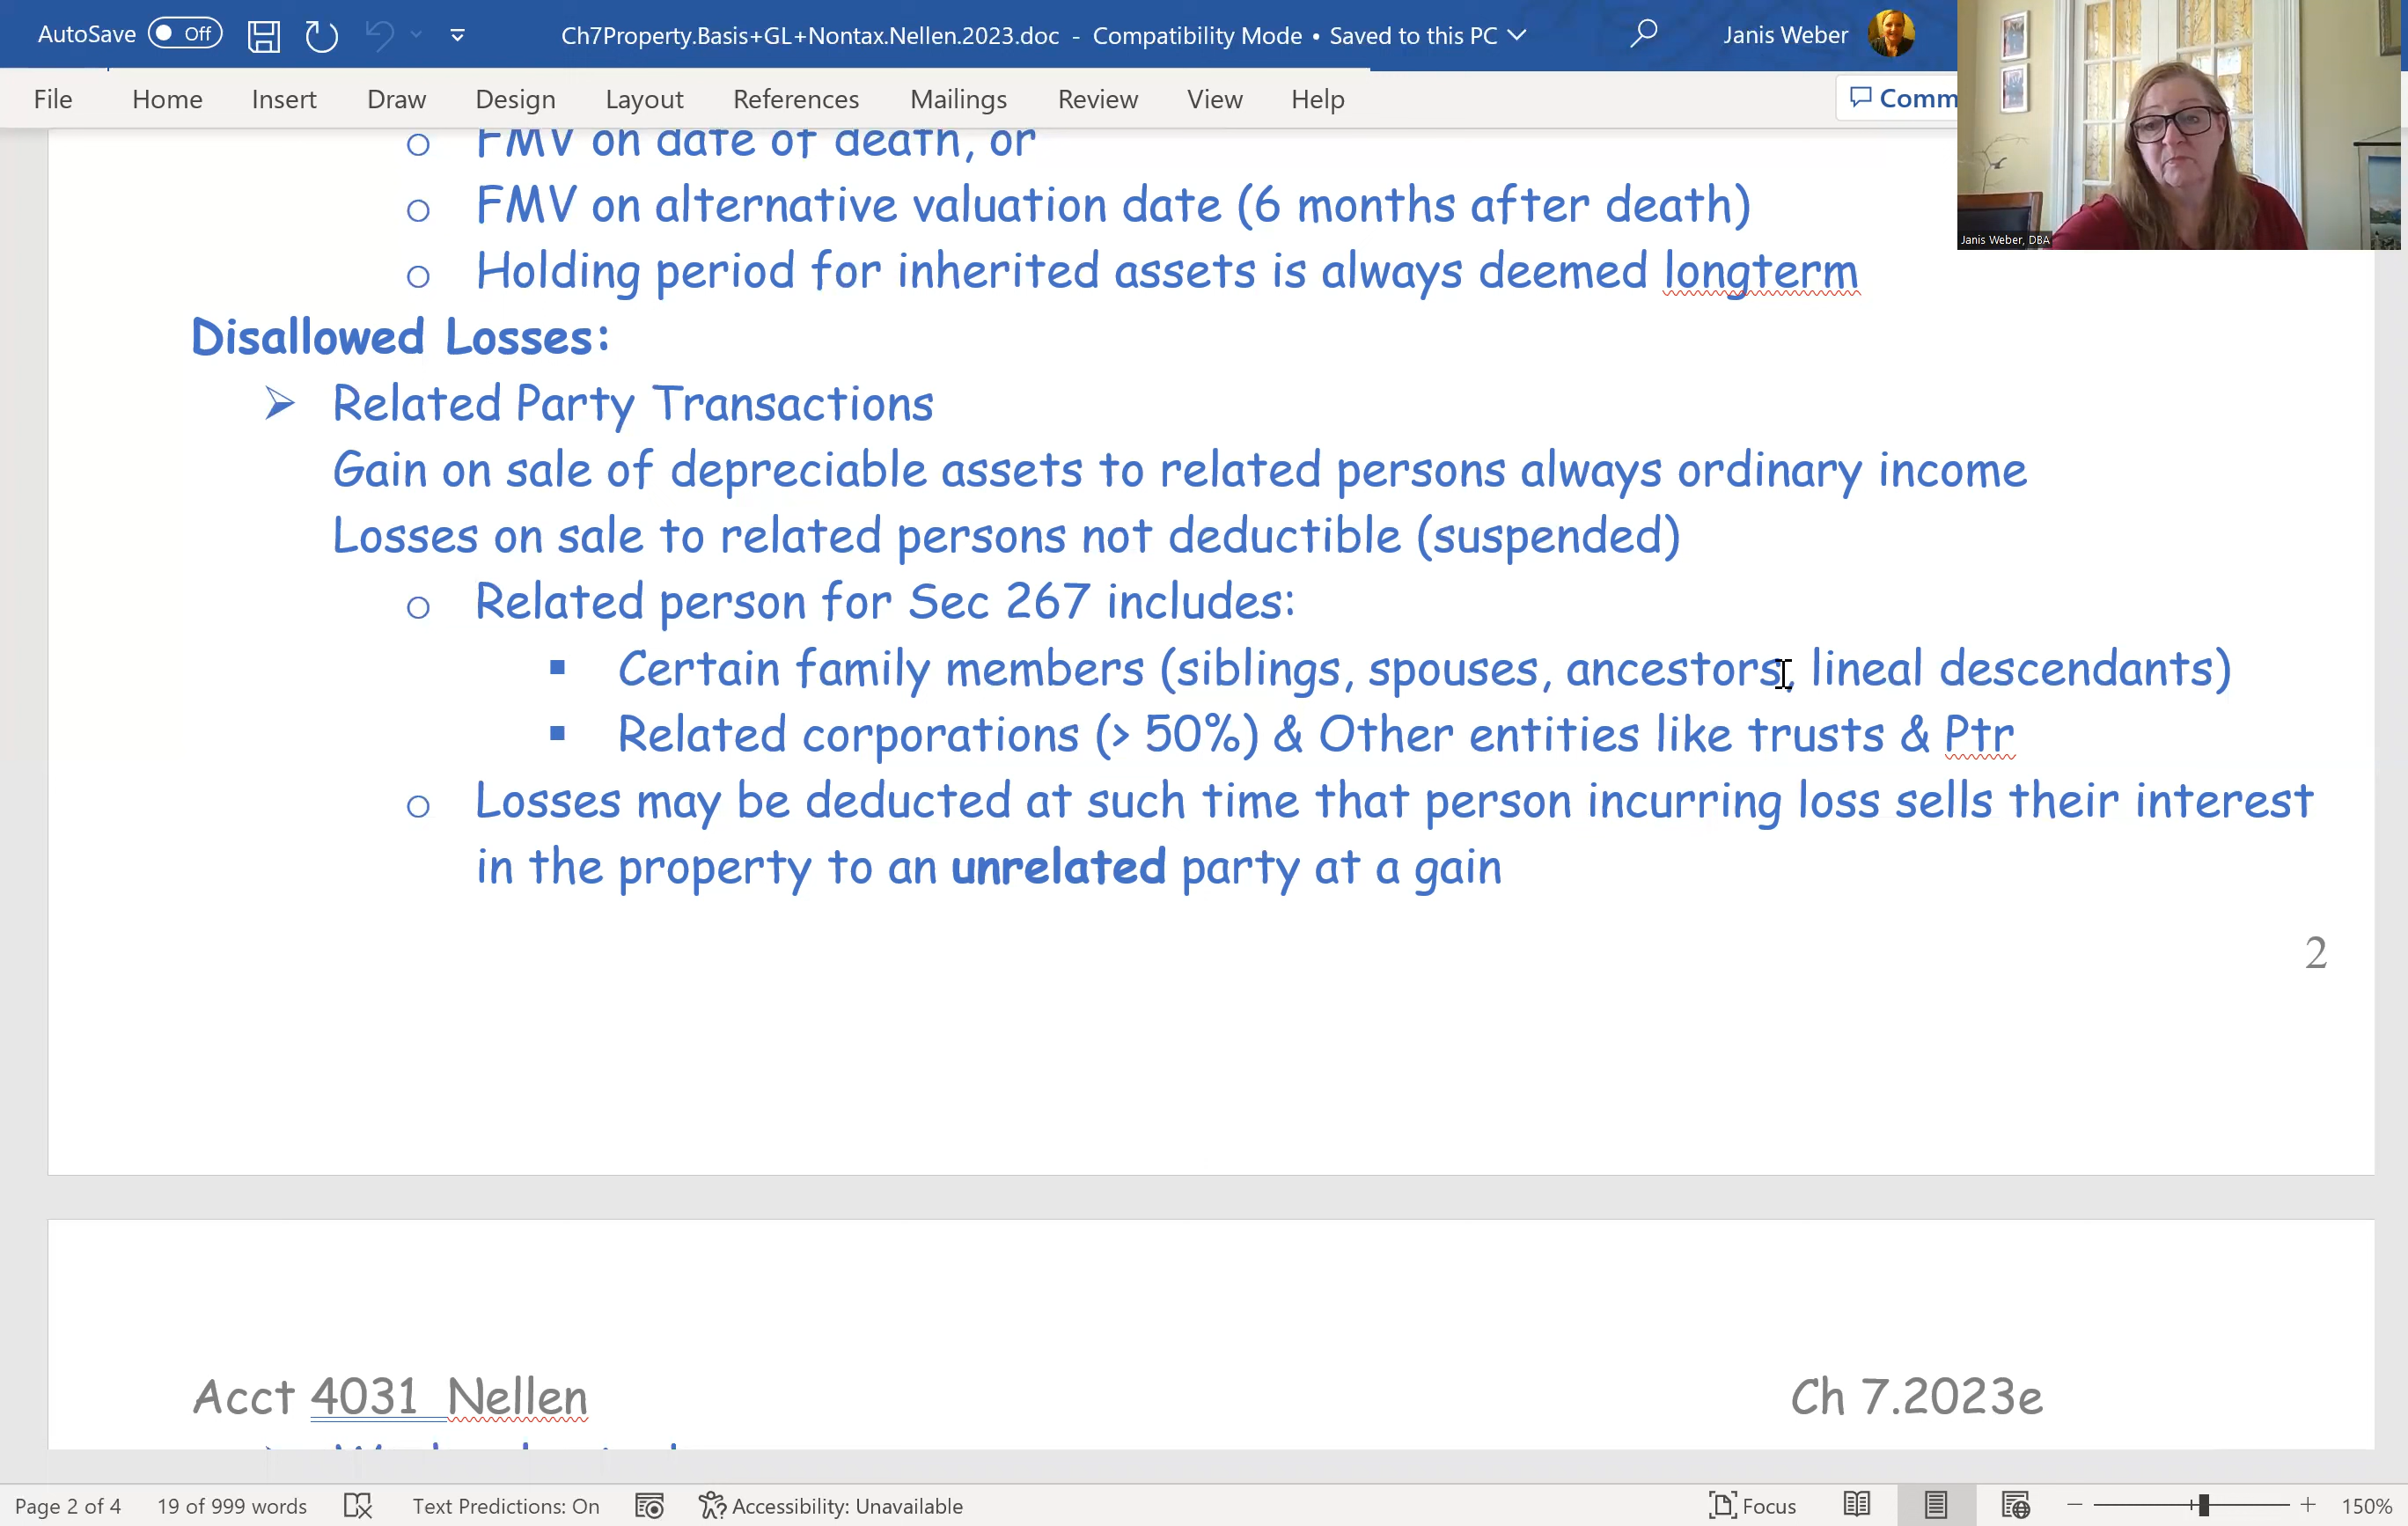 AutoSave Off Ch7Property.Basis+GL+Nontax.Nellen.2023.doc - Compatibility Mode • Saved to this PC Janis Weber
File Home Insert Draw Design Layout References Mailings Review View Help Comm
Janis Weber, DBA
o FMV on date of death, or
o FMV on alternative valuation date (6 months after death)
o Holding period for inherited assets is always deemed longterm
Disallowed Losses:
➢ Related Party Transactions
Gain on sale of depreciable assets to related persons always ordinary income
Losses on sale to related persons not deductible (suspended)
o Related person for Sec 267 includes:
▪ Certain family members (siblings, spouses, ancestors, lineal descendants)
▪ Related corporations (> 50%) & Other entities like trusts & Ptr
o Losses may be deducted at such time that person incurring loss sells their interest
in the property to an unrelated party at a gain
2
Acct 4031 Nellen Ch 7.2023e
Page 2 of 4 19 of 999 words Text Predictions: On Accessibility: Unavailable Focus 150%